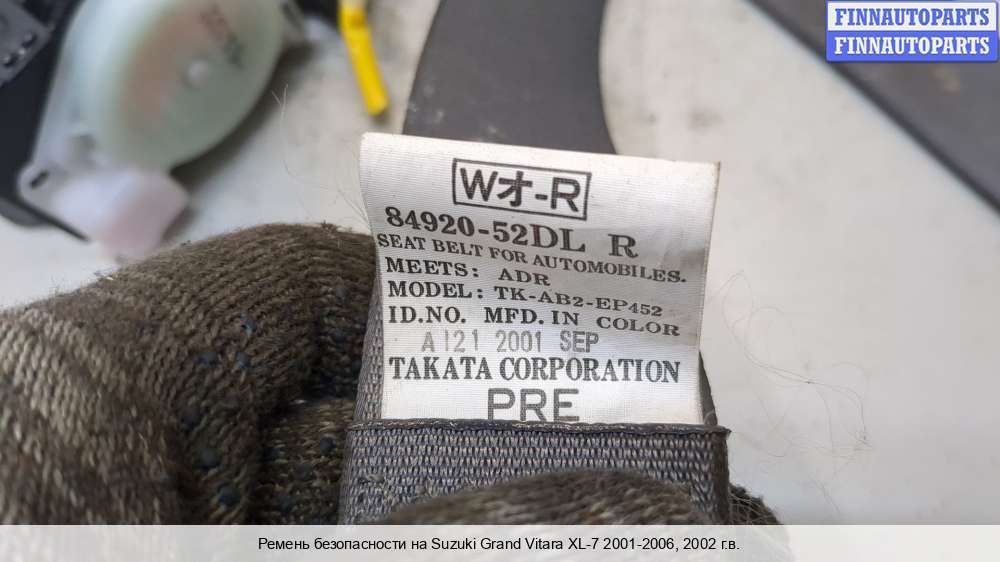 FINNAUTOPARTS
FINNAUTOPARTS
Wオ-R
84920-52DL R
SEAT BELT FOR AUTOMOBILES.
MEETS: ADR
MODEL: TK-AB2-EP452
ID.NO. MFD. IN COLOR
A I21 2001 SEP
TAKATA CORPORATION
PRE
Ремень безопасности на Suzuki Grand Vitara XL-7 2001-2006, 2002 г.в.